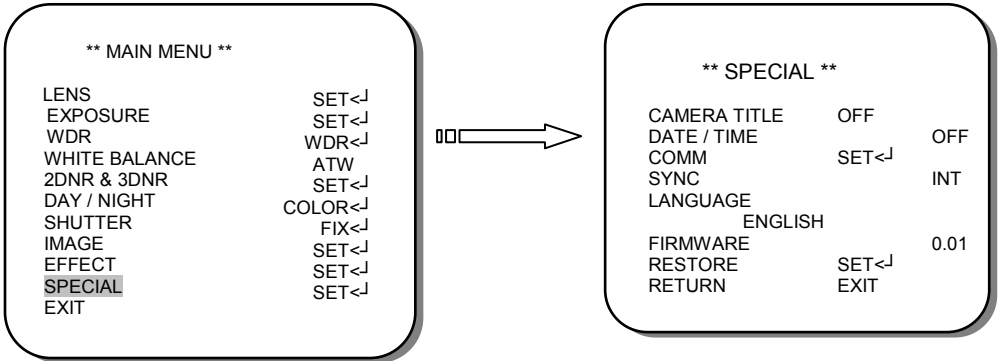 ** MAIN MENU **
LENS SET<┘
EXPOSURE SET<┘
WDR WDR<┘
WHITE BALANCE ATW
2DNR & 3DNR SET<┘
DAY / NIGHT COLOR<┘
SHUTTER FIX<┘
IMAGE SET<┘
EFFECT SET<┘
SPECIAL SET<┘
EXIT
** SPECIAL **
CAMERA TITLE OFF
DATE / TIME OFF
COMM SET<┘
SYNC INT
LANGUAGE
ENGLISH
FIRMWARE 0.01
RESTORE SET<┘
RETURN EXIT